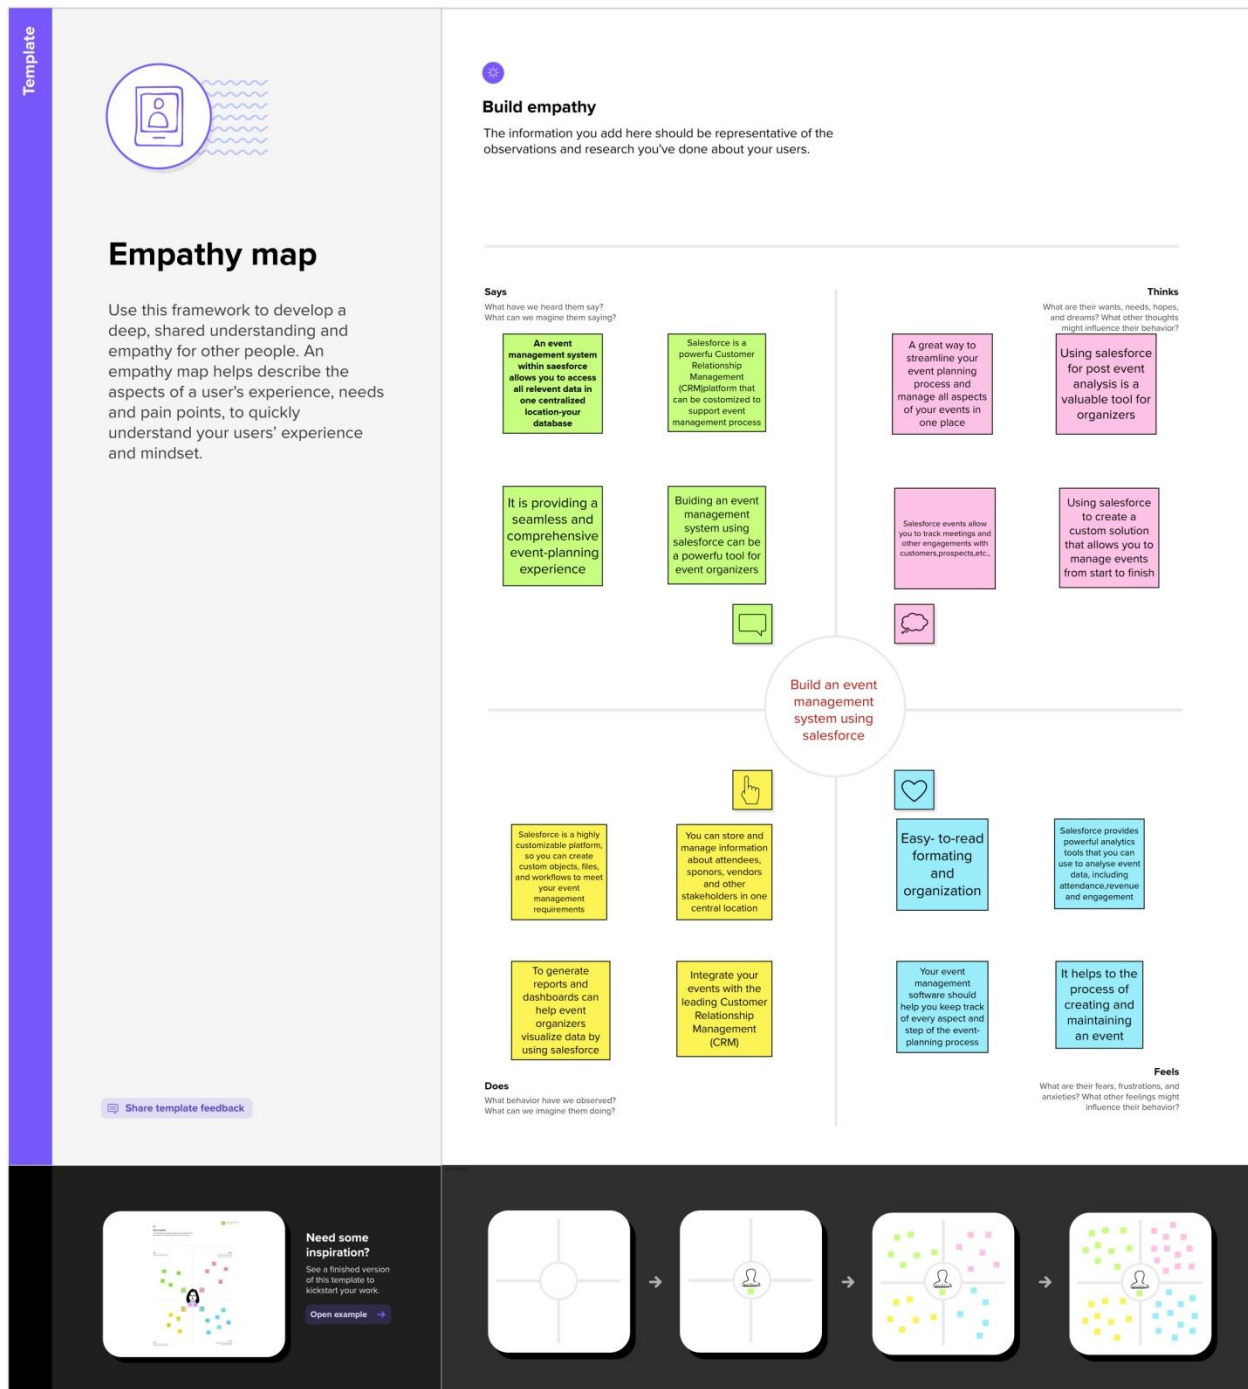 Template
Empathy map
Use this framework to develop a
deep, shared understanding and
empathy for other people. An
empathy map helps describe the
aspects of a user's experience, needs
and pain points, to quickly
understand your users’ experience
and mindset.
Share template feedback
Build empathy
The information you add here should be representative of the
observations and research you've done about your users.
Says
What have we heard them say?
What can we magine them saying?
An event
management system
within saesforce
allows you to access
all relevent data in
one centralized
location-your
database
Salesforce is a
powerfu Customer
Relationship
Management
(CRM)platform that
can be costomized to
support event
management process
It is providing a
seamless and
comprehensive
event-planning
experience
Buiding an event
management
system using
salesforce can be
a powerfu tool for
event organizers
Thinks
What are their wants, needs, hopes,
and dreams? What other thoughts
might influence their behavior?
A great way to
streamline your
event planning
process and
manage all aspects
of your events in
one place
Using salesforce
for post event
analysis is a
valuable tool for
organizers
Salesforce events allow
you to track meetings and
other engagements with
customers,prospects,etc.,
Using salesforce
to create a
custom solution
that allows you to
manage events
from start to finish
Build an event
management
system using
salesforce
Salesforce is a highly
customizable platform,
so you can create
custom objects, files,
and workflows to meet
your event
management
requirements
You can store and
manage information
about attendees,
sponors, vendors
and other
stakeholders in one
central location
To generate
reports and
dashboards can
help event
organizers
visualize data by
using salesforce
Integrate your
events with the
leading Customer
Relationship
Management
(CRM)
Does
What behavior have we observed?
What can we imagine them doing?
Easy- to-read
formating
and
organization
Salesforce provides
powerful analytics
tools that you can
use to analyse event
data, including
attendance,revenue
and engagement
Your event
management
software should
help you keep track
of every aspect and
step of the event-
planning process
It helps to the
process of
creating and
maintaining
an event
Feels
What are their fears, frustrations, and
anxieties? What other feelings might
influence their behavior?
Need some
inspiration?
See a finished version
of this template to
kickstart your work.
Open example